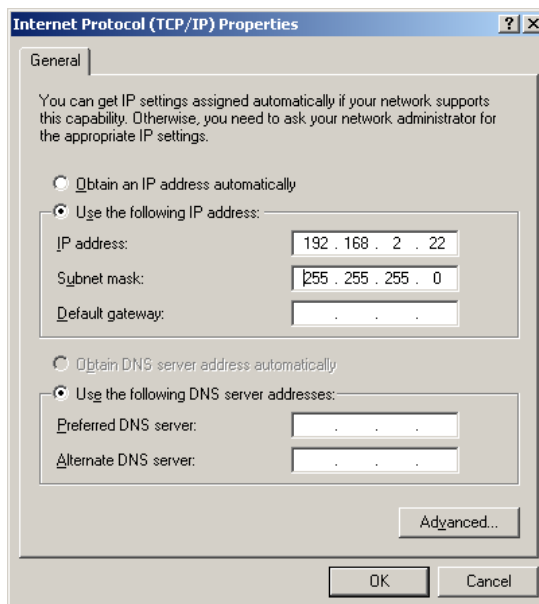 Internet Protocol (TCP/IP) Properties
General
You can get IP settings assigned automatically if your network supports
this capability. Otherwise, you need to ask your network administrator for
the appropriate IP settings.
Obtain an IP address automatically
Use the following IP address:
IP address: 192 . 168 . 2 . 22
Subnet mask: 255 . 255 . 255 . 0
Default gateway: . . .
Obtain DNS server address automatically
Use the following DNS server addresses:
Preferred DNS server: . . .
Alternate DNS server: . . .
Advanced...
OK Cancel